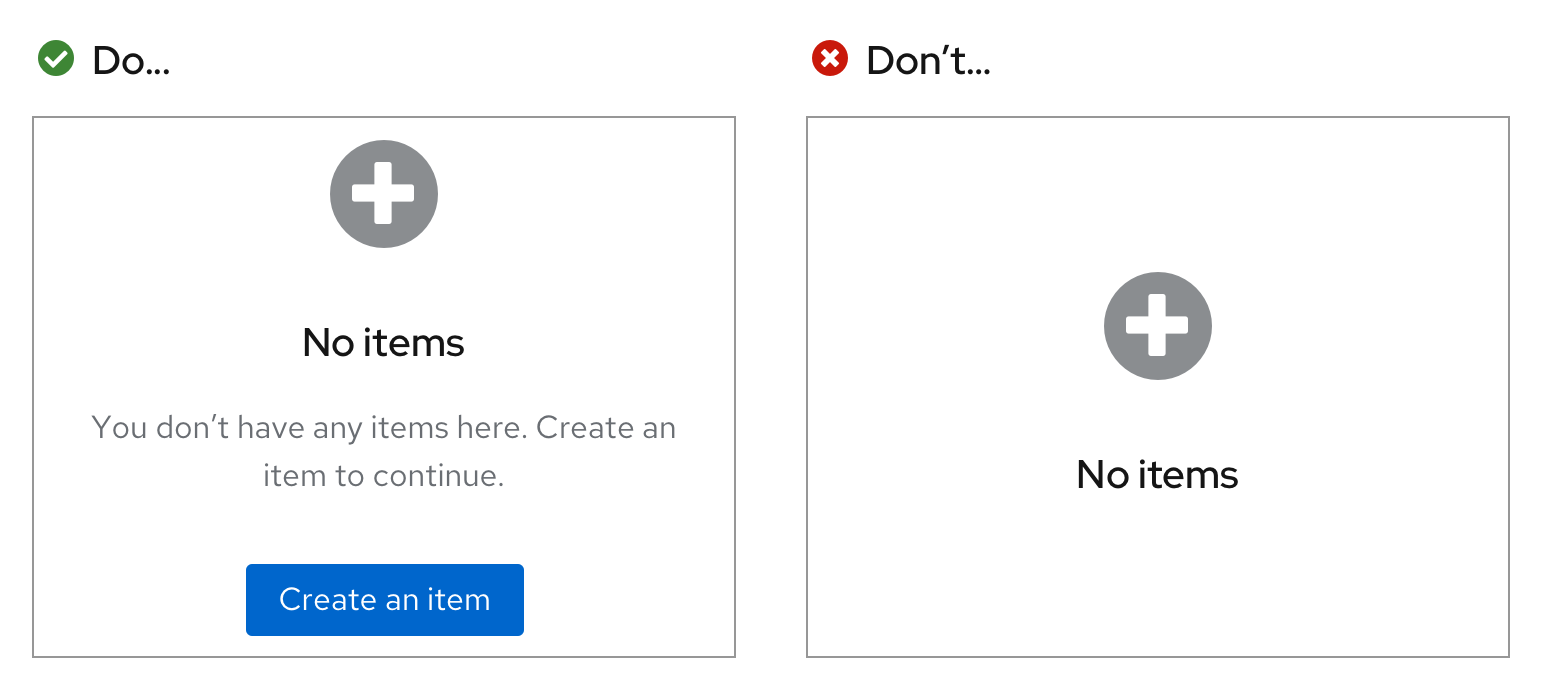 Do...
Don’t...
No items
You don’t have any items here. Create an
item to continue.
Create an item
No items